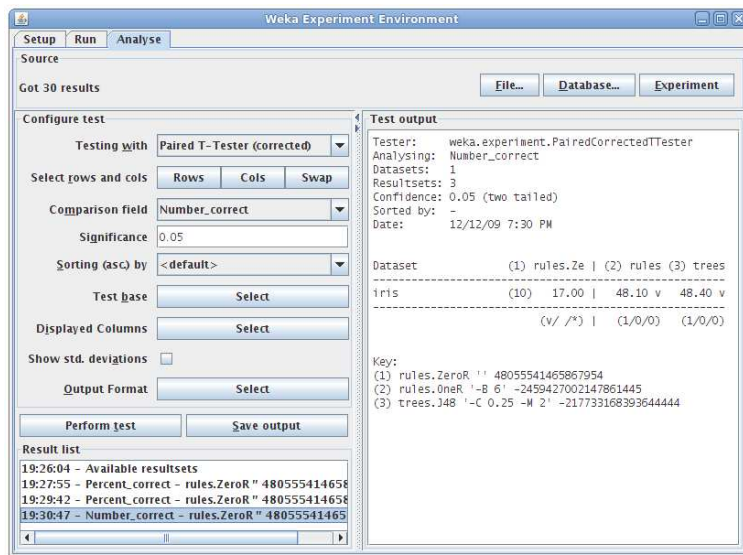 Weka Experiment Environment
Setup Run Analyse
Source
Got 30 results
File... Database... Experiment
Configure test
Testing with Paired T-Tester (corrected)
Select rows and cols Rows Cols Swap
Comparison field Number_correct
Significance 0.05
Sorting (asc.) by <default>
Test base Select
Displayed Columns Select
Show std. deviations
Output Format Select
Perform test Save output
Result list
19:26:04 - Available resultsets
19:27:55 - Percent_correct - rules.ZeroR '' 480555414658
19:29:42 - Percent_correct - rules.ZeroR '' 480555414658
19:30:47 - Number_correct - rules.ZeroR '' 48055541465
Test output
Tester: weka.experiment.PairedCorrectedTTester
Analysing: Number_correct
Datasets: 1
Resultsets: 3
Confidence: 0.05 (two tailed)
Sorted by: -
Date: 12/12/09 7:30 PM
Dataset (1) rules.Ze | (2) rules (3) trees
--------------------------------------------------------------
iris (10) 17.00 | 48.10 v 48.40 v
--------------------------------------------------------------
(v/ /*) | (1/0/0) (1/0/0)
Key:
(1) rules.ZeroR '' 48055541465867954
(2) rules.OneR '-B 6' -2459427002147861445
(3) trees.J48 '-C 0.25 -M 2' -217733168393644444